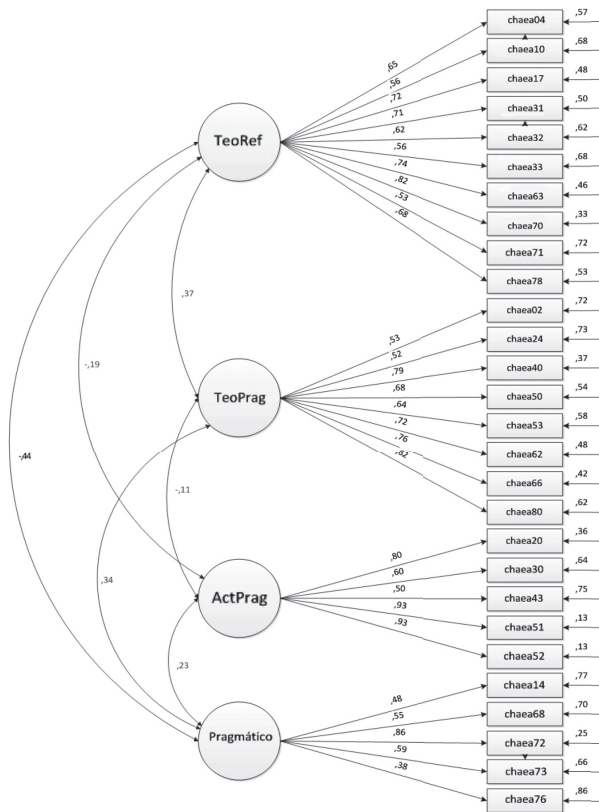 chaea04 ,57
chaea10 ,68
chaea17 ,48
chaea31 ,50
chaea32 ,62
chaea33 ,68
chaea63 ,46
chaea70 ,33
chaea71 ,72
chaea78 ,53
,65
,56
,72
,71
,62
,56
,74
,82
,53
,68
TeoRef
,37
-,19
-,44
chaea02 ,72
chaea24 ,73
chaea40 ,37
chaea50 ,54
chaea53 ,58
chaea62 ,48
chaea66 ,42
chaea80 ,62
,53
,52
,79
,68
,64
,72
,76
,62
TeoPrag
-,11
,34
chaea20 ,36
chaea30 ,64
chaea43 ,75
chaea51 ,13
chaea52 ,13
,80
,60
,50
,93
,93
ActPrag
,23
chaea14 ,77
chaea68 ,70
chaea72 ,25
chaea73 ,66
chaea76 ,86
,48
,55
,86
,59
,38
Pragmático